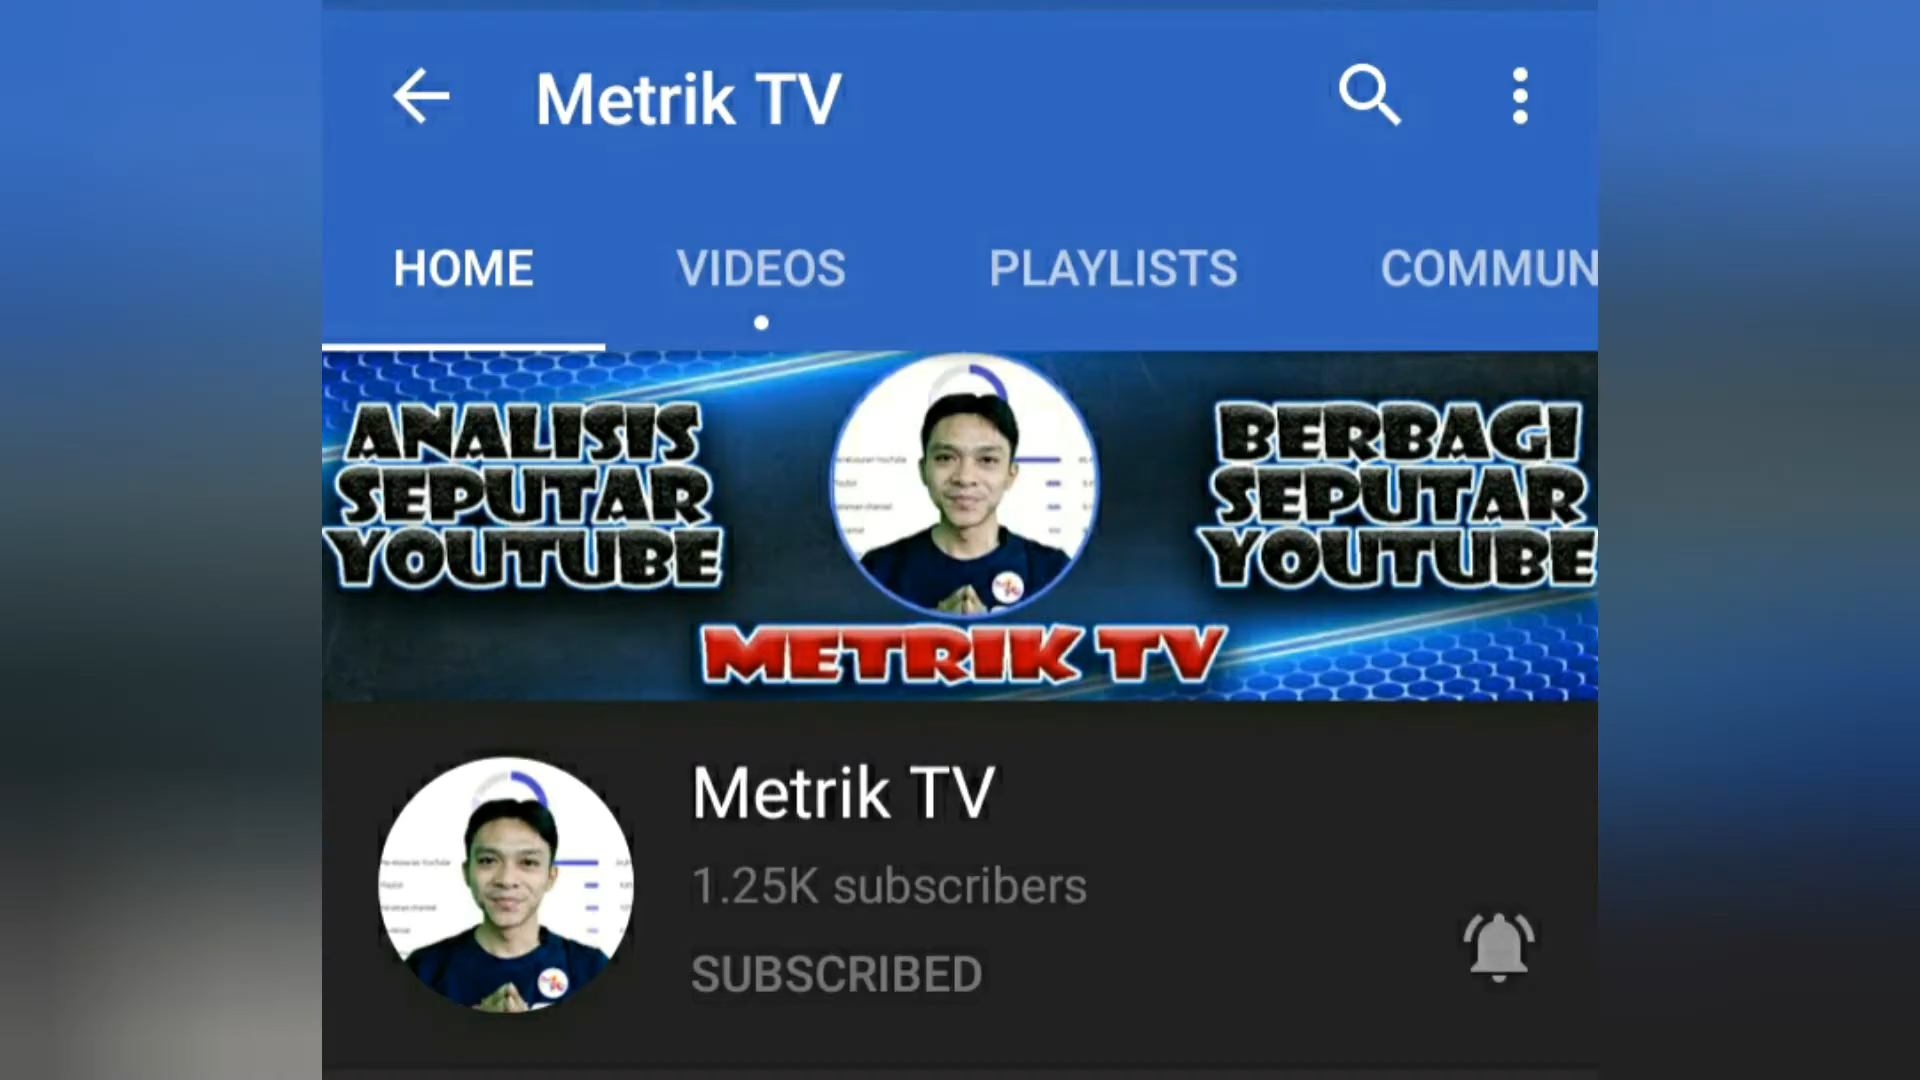 Metrik TV
HOME VIDEOS PLAYLISTS COMMUN
ANALISIS
SEPUTAR
YOUTUBE
BERBAGI
SEPUTAR
YOUTUBE
METRIK TV
Metrik TV
1.25K subscribers
SUBSCRIBED